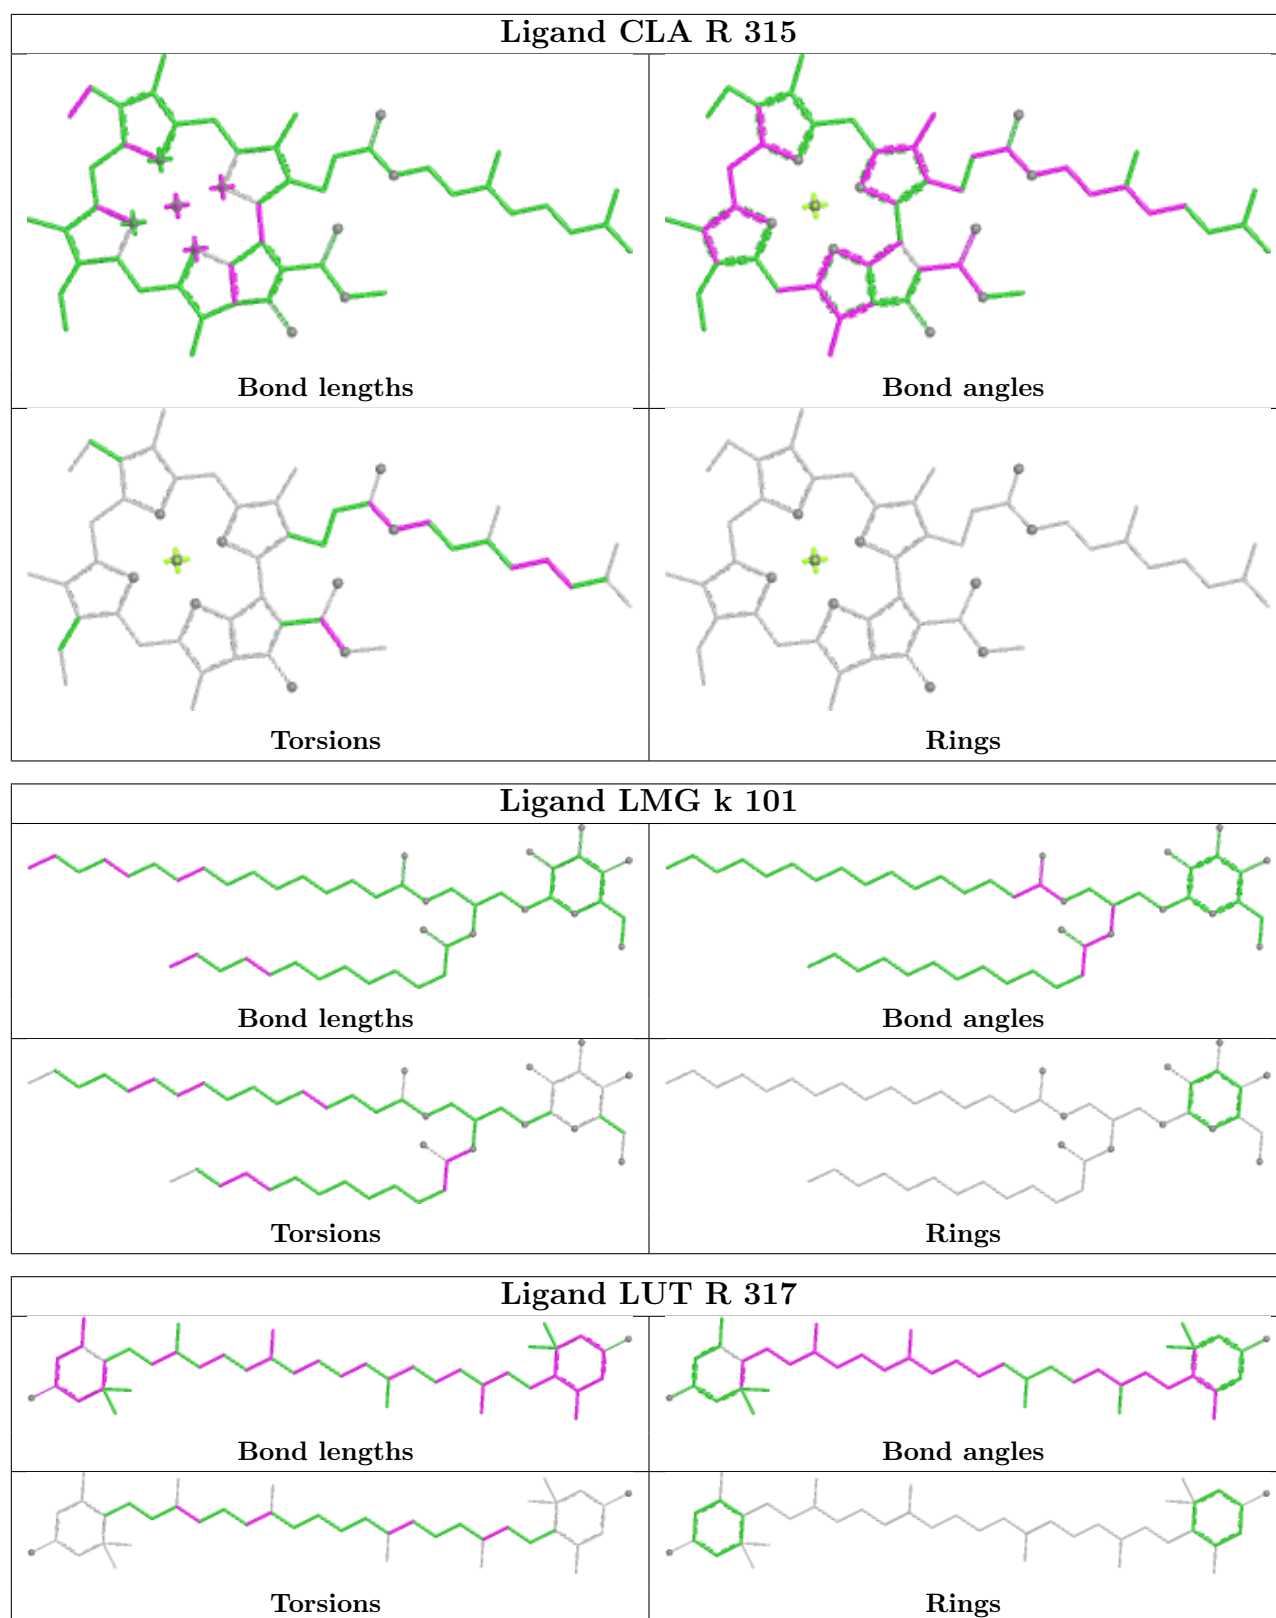 Ligand CLA R 315
Bond lengths
Bond angles
Torsions
Rings
Ligand LMG k 101
Bond lengths
Bond angles
Torsions
Rings
Ligand LUT R 317
Bond lengths
Bond angles
Torsions
Rings